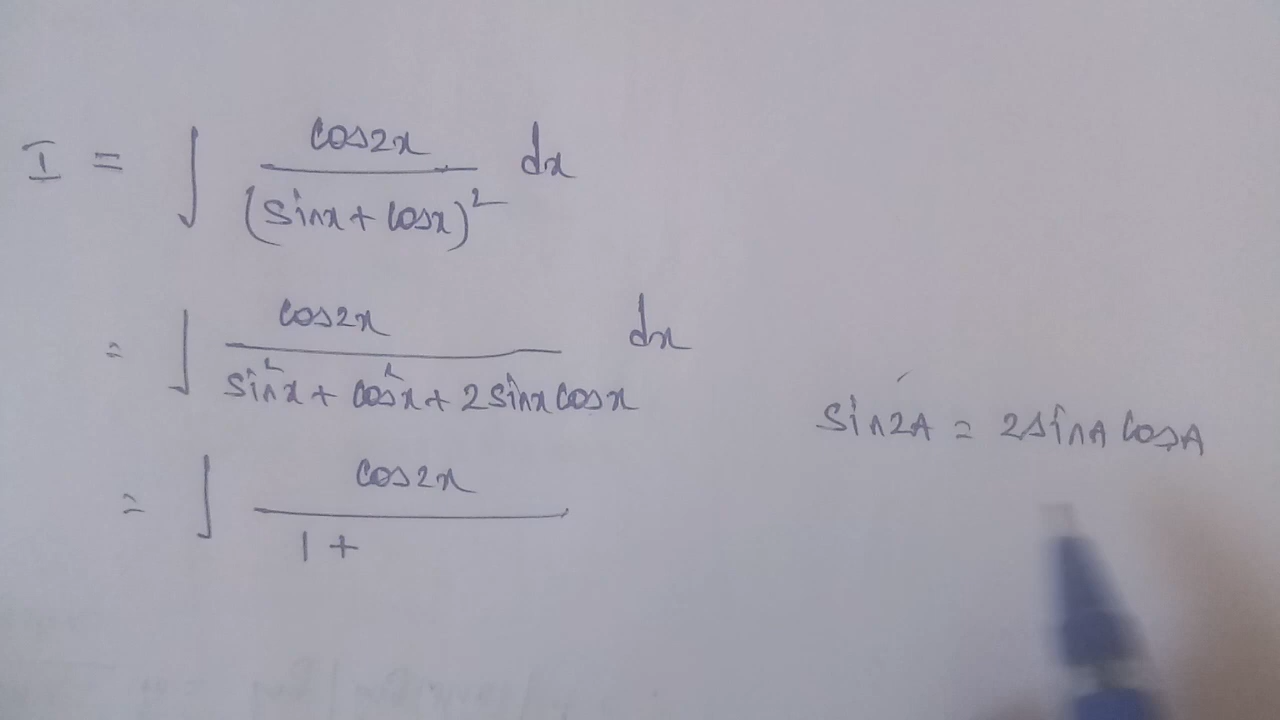 I = ∫ cos2x / (sinx + cosx)² dx
= ∫ cos2x / sin²x + cos²x + 2sinx cosx dx
sin2A = 2sinA cosA
= ∫ cos2x / 1 +